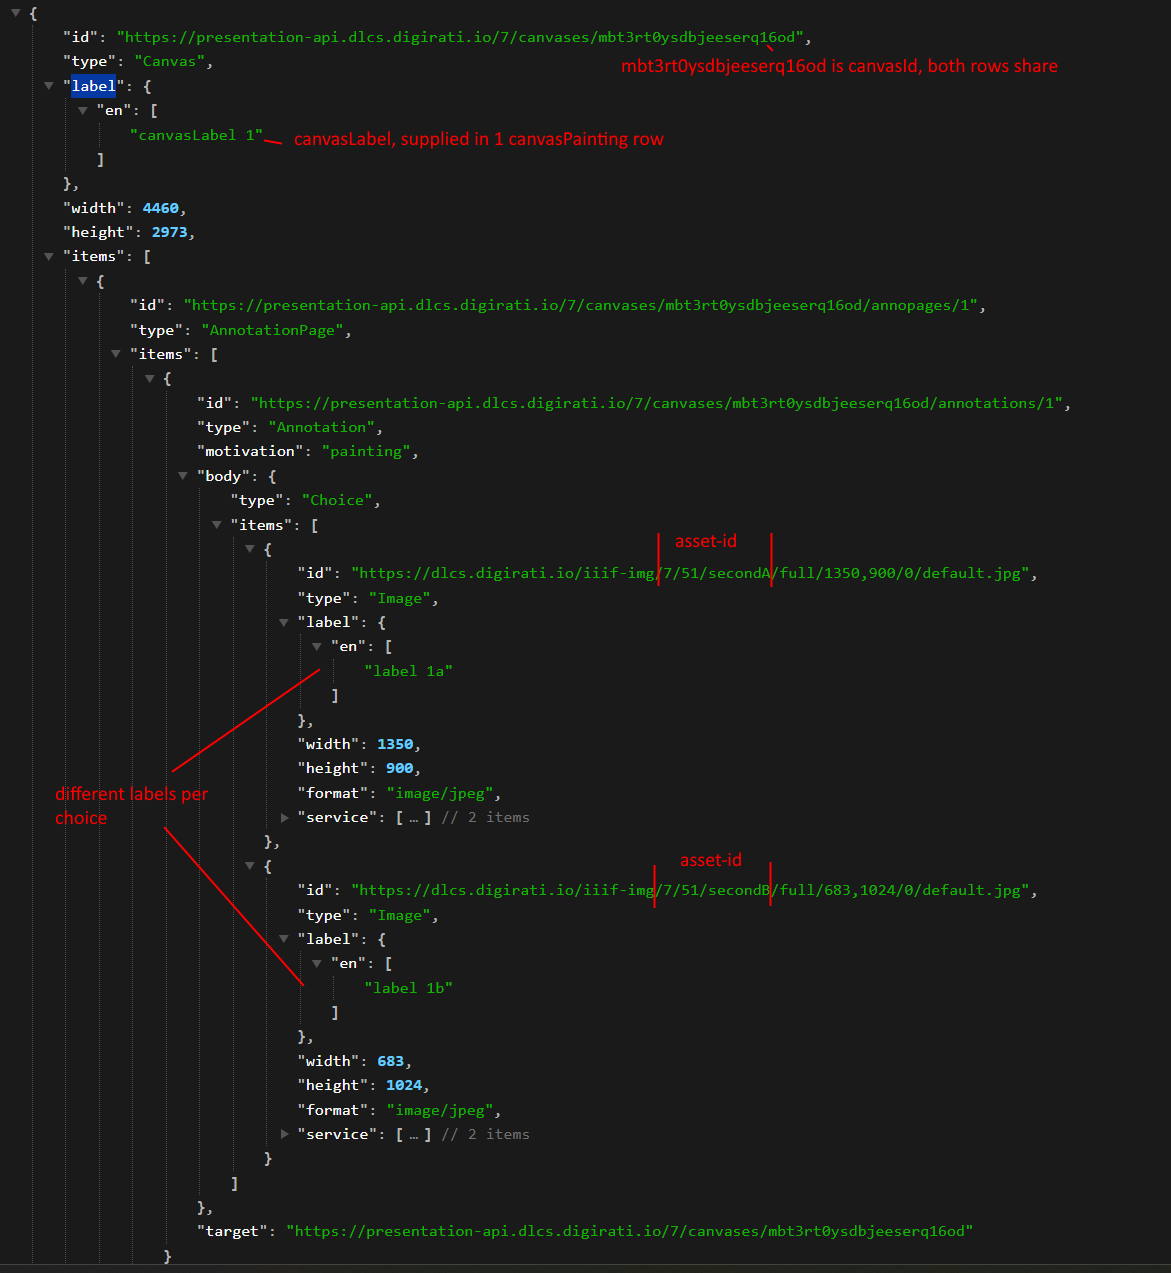 {
"id": "https://presentation-api.dlcs.digirati.io/7/canvases/mbt3rt0ysdbjeeserq16od",
"type": "Canvas",
mbt3rt0ysdbjeeserq16od is canvasId, both rows share
"label": {
"en": [
"canvasLabel 1"
canvasLabel, supplied in 1 canvasPainting row
]
},
"width": 4460,
"height": 2973,
"items": [
{
"id": "https://presentation-api.dlcs.digirati.io/7/canvases/mbt3rt0ysdbjeeserq16od/annopages/1",
"type": "AnnotationPage",
"items": [
{
"id": "https://presentation-api.dlcs.digirati.io/7/canvases/mbt3rt0ysdbjeeserq16od/annotations/1",
"type": "Annotation",
"motivation": "painting",
"body": {
"type": "Choice",
"items": [
asset-id
{
"id": "https://dlcs.digirati.io/iiif-img/7/51/secondA/full/1350,900/0/default.jpg",
"type": "Image",
"label": {
"en": [
"label 1a"
]
},
"width": 1350,
"height": 900,
different labels per
choice
"format": "image/jpeg",
"service": [ … ] // 2 items
},
asset-id
{
"id": "https://dlcs.digirati.io/iiif-img/7/51/secondB/full/683,1024/0/default.jpg",
"type": "Image",
"label": {
"en": [
"label 1b"
]
},
"width": 683,
"height": 1024,
"format": "image/jpeg",
"service": [ … ] // 2 items
}
]
},
"target": "https://presentation-api.dlcs.digirati.io/7/canvases/mbt3rt0ysdbjeeserq16od"
}